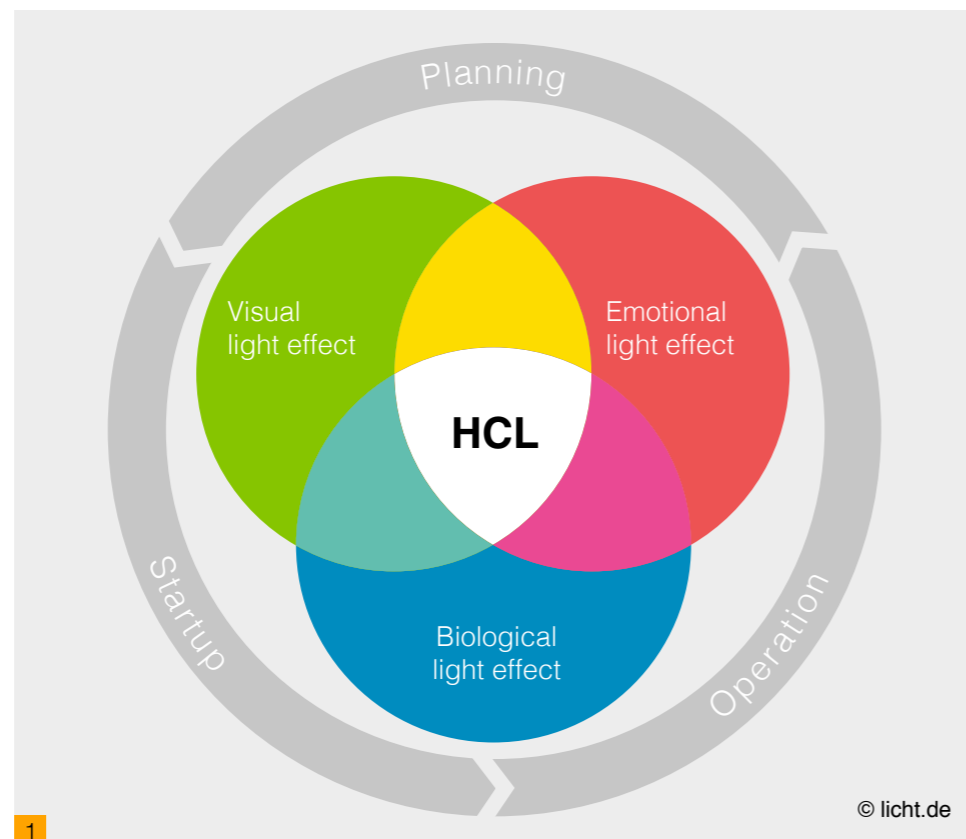 Planning
Visual
light effect
Emotional
light effect
HCL
Biological
light effect
Startup
Operation
© licht.de
1